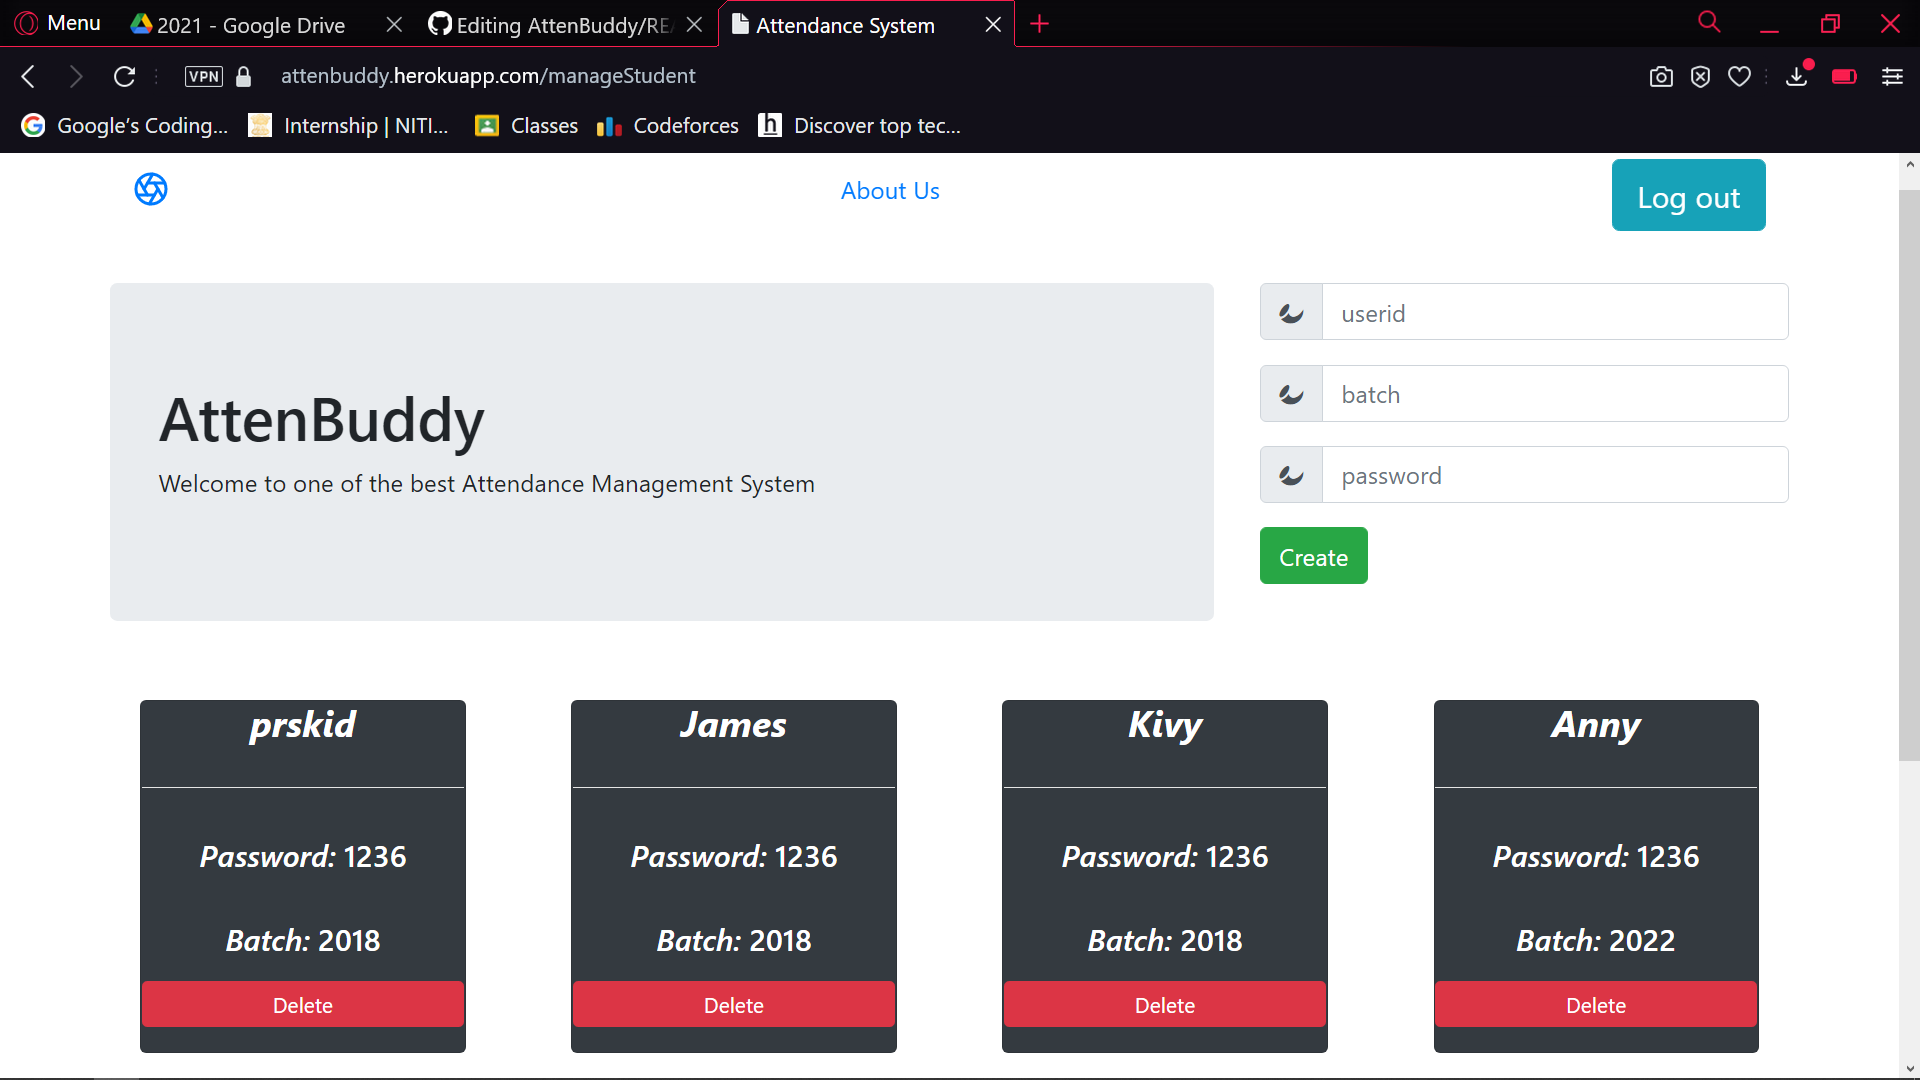 Menu
2021 - Google Drive
Editing AttenBuddy/RE
Attendance System
VPN
attenbuddy.herokuapp.com/manageStudent
Google's Coding...
Internship | NITI...
Classes
Codeforces
h
Discover top tec...
About Us
Log out
AttenBuddy
Welcome to one of the best Attendance Management System
userid
batch
password
Create
prskid
Password: 1236
Batch: 2018
Delete
James
Password: 1236
Batch: 2018
Delete
Kivy
Password: 1236
Batch: 2018
Delete
Anny
Password: 1236
Batch: 2022
Delete